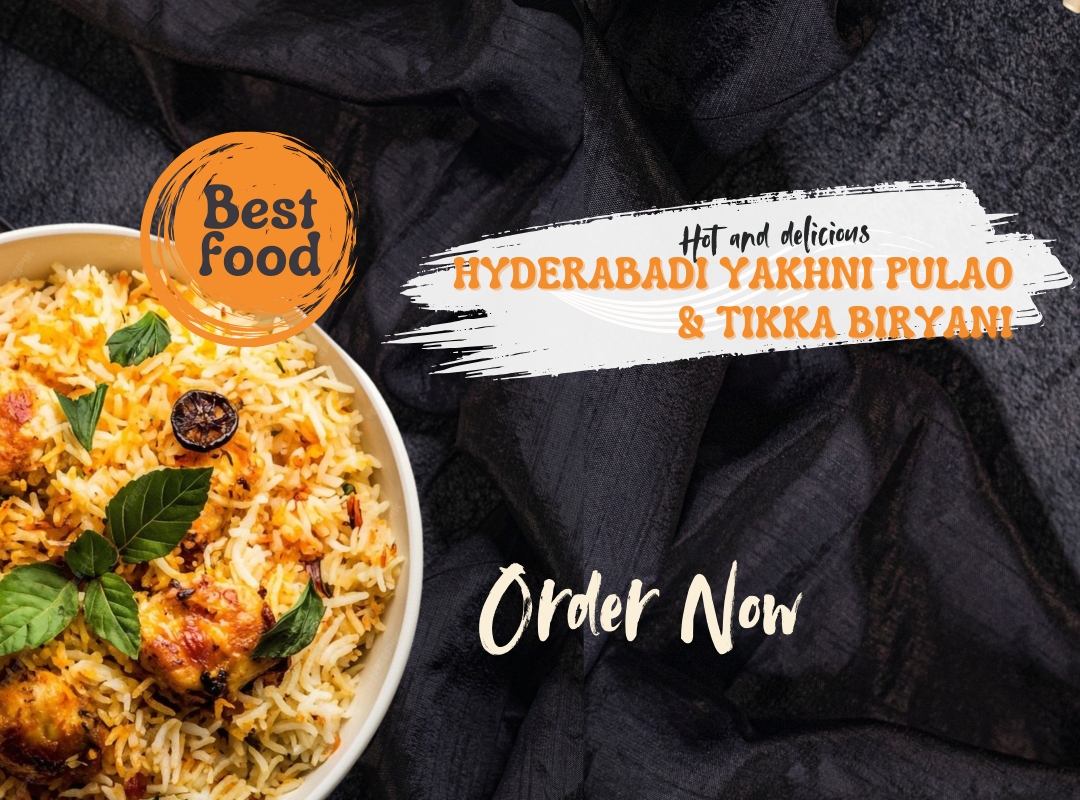 Best
food
Hot and delicious
HYDERABADI YAKHNI PULAO
& TIKKA BIRYANI
Order Now